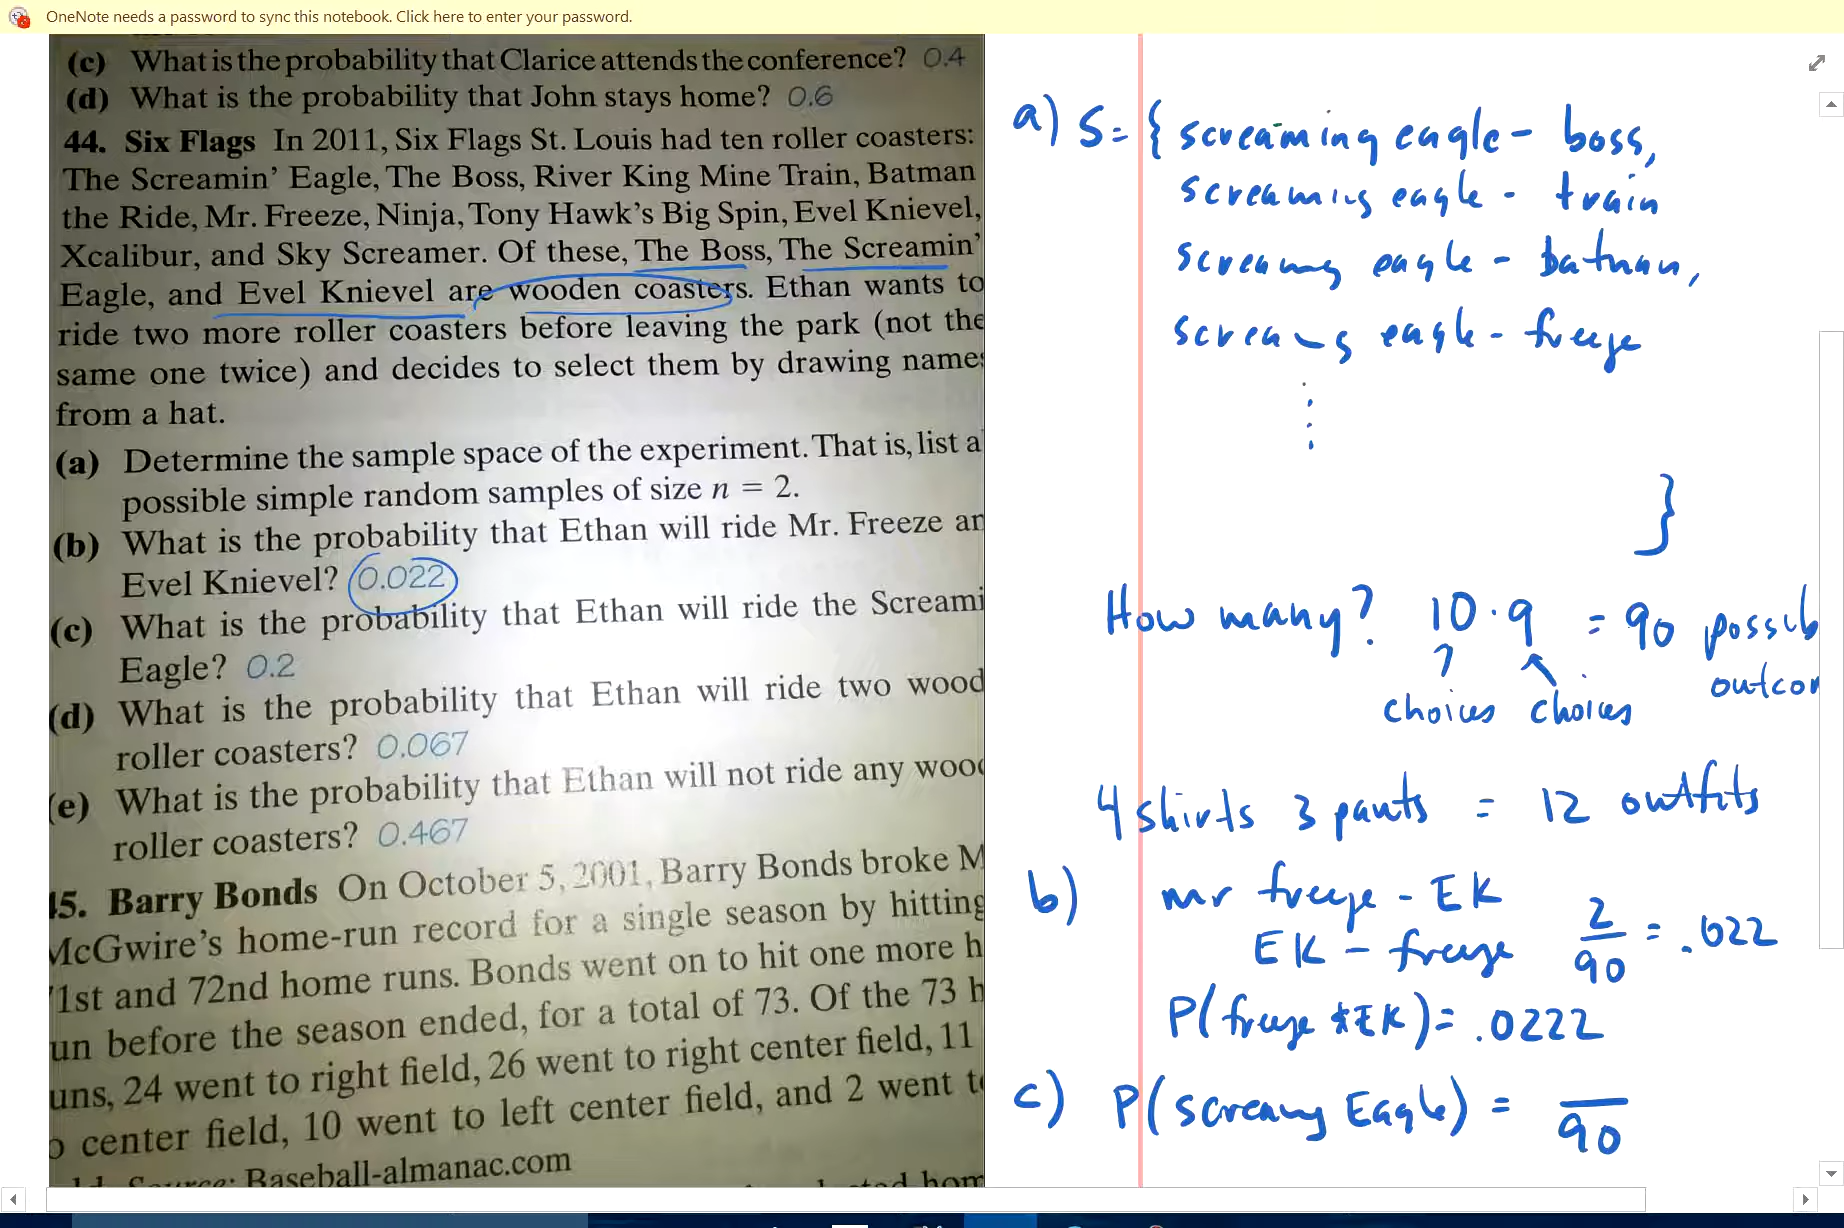 OneNote needs a password to sync this notebook. Click here to enter your password.
(c) What is the probability that Clarice attends the conference? 0.4
(d) What is the probability that John stays home? 0.6
44. Six Flags In 2011, Six Flags St. Louis had ten roller coasters:
The Screamin' Eagle, The Boss, River King Mine Train, Batman
the Ride, Mr. Freeze, Ninja, Tony Hawk's Big Spin, Evel Knievel,
Xcalibur, and Sky Screamer. Of these, The Boss, The Screamin'
Eagle, and Evel Knievel are wooden coasters. Ethan wants to
ride two more roller coasters before leaving the park (not the
same one twice) and decides to select them by drawing names
from a hat.
(a) Determine the sample space of the experiment. That is, list a
possible simple random samples of size n = 2.
(b) What is the probability that Ethan will ride Mr. Freeze an
Evel Knievel? 0.022
(c) What is the probability that Ethan will ride the Screami
Eagle? 0.2
(d) What is the probability that Ethan will ride two wood
roller coasters? 0.067
(e) What is the probability that Ethan will not ride any wood
roller coasters? 0.467
45. Barry Bonds On October 5, 2001, Barry Bonds broke M
McGwire's home-run record for a single season by hitting
71st and 72nd home runs. Bonds went on to hit one more h
un before the season ended, for a total of 73. Of the 73 h
uns, 24 went to right field, 26 went to right center field, 11
o center field, 10 went to left center field, and 2 went t
Source: Baseball-almanac.com
hom
a) S = { screaming eagle - boss,
screaming eagle - train
screaming eagle - batman,
screaming eagle - freeze
}
How many? 10 · 9 = 90 possib
choices choices outcom
4 shirts 3 pants = 12 outfits
b) mr freeze - EK
EK - freeze 2/90 = .022
P(freeze & EK) = .0222
c) P(screaming Eagle) = /90